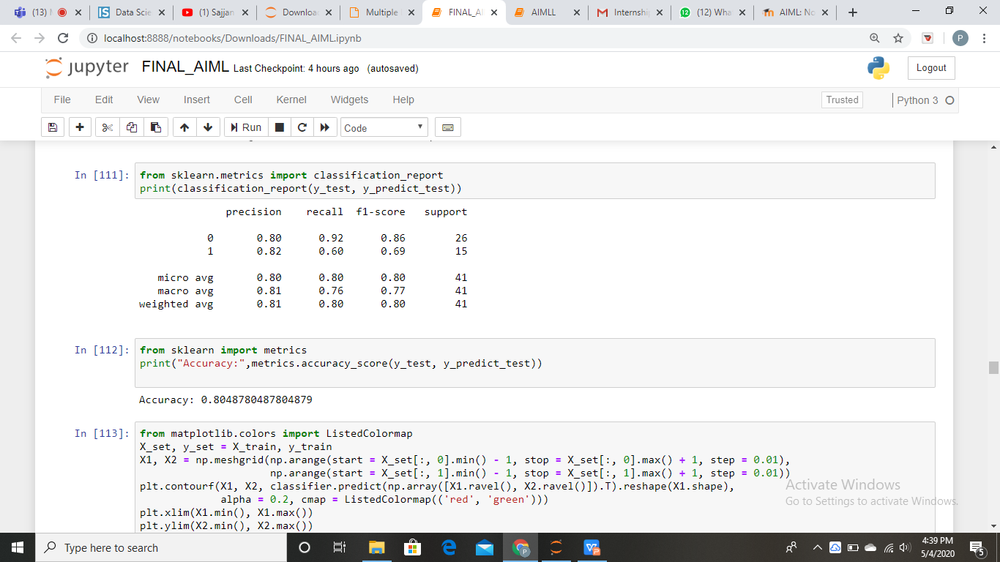 (13) M
Data Scie
(1) Sajjan
Downloa
Multiple
FINAL_A
AIMLL
Internshi
(12) Wha
AIML: No
localhost:8888/notebooks/Downloads/FINAL_AIML.ipynb
P
jupyter FINAL_AIML Last Checkpoint: 4 hours ago (autosaved)
Logout
File Edit View Insert Cell Kernel Widgets Help
Trusted
Python 3
Run
Code
In [111]: from sklearn.metrics import classification_report
print(classification_report(y_test, y_predict_test))
precision recall f1-score support
0 0.80 0.92 0.86 26
1 0.82 0.60 0.69 15
micro avg 0.80 0.80 0.80 41
macro avg 0.81 0.76 0.77 41
weighted avg 0.81 0.80 0.80 41
In [112]: from sklearn import metrics
print("Accuracy:",metrics.accuracy_score(y_test, y_predict_test))
Accuracy: 0.8048780487804879
In [113]: from matplotlib.colors import ListedColormap
X_set, y_set = X_train, y_train
X1, X2 = np.meshgrid(np.arange(start = X_set[:, 0].min() - 1, stop = X_set[:, 0].max() + 1, step = 0.01),
np.arange(start = X_set[:, 1].min() - 1, stop = X_set[:, 1].max() + 1, step = 0.01))
plt.contourf(X1, X2, classifier.predict(np.array([X1.ravel(), X2.ravel()]).T).reshape(X1.shape),
alpha = 0.2, cmap = ListedColormap(('red', 'green')))
plt.xlim(X1.min(), X1.max())
plt.ylim(X2.min(), X2.max())
Activate Windows
Go to Settings to activate Windows.
Type here to search
4:39 PM
5/4/2020
5